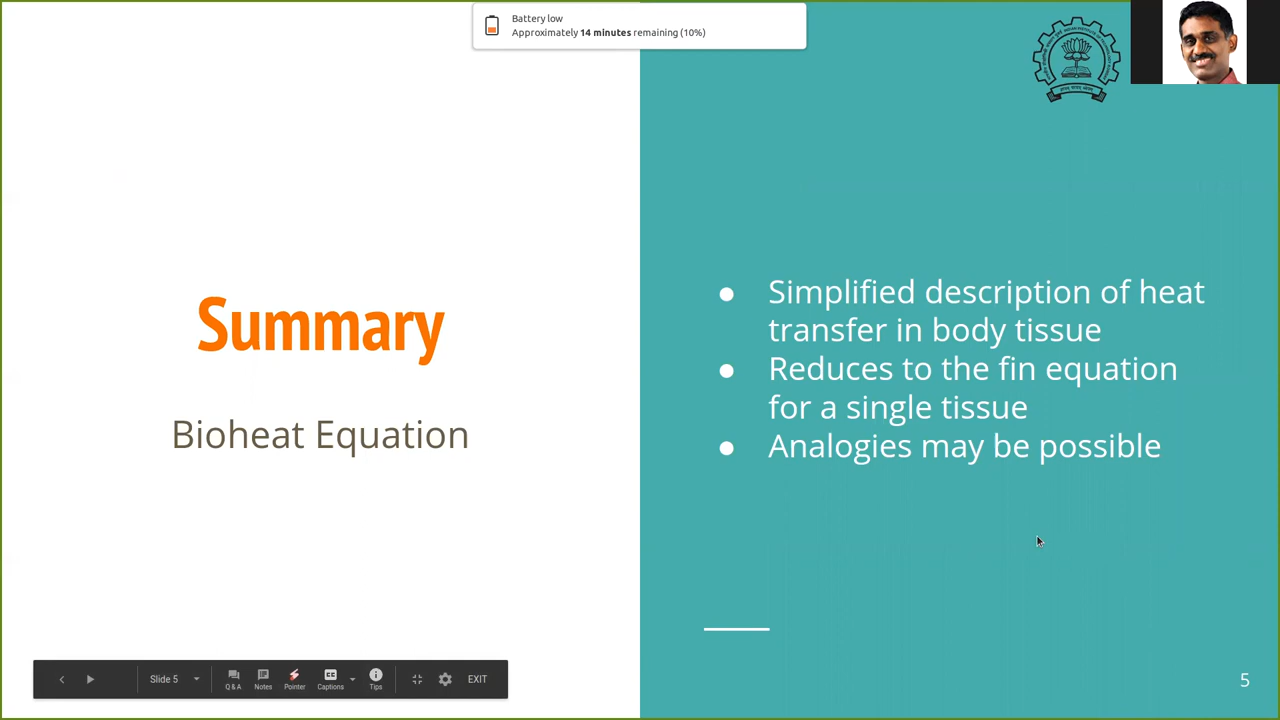 Battery low
Approximately 14 minutes remaining (10%)
Summary
Bioheat Equation
● Simplified description of heat
transfer in body tissue
● Reduces to the fin equation
for a single tissue
● Analogies may be possible
Slide 5
Q & A
Notes
Pointer
CC
Captions
Tips
EXIT
5